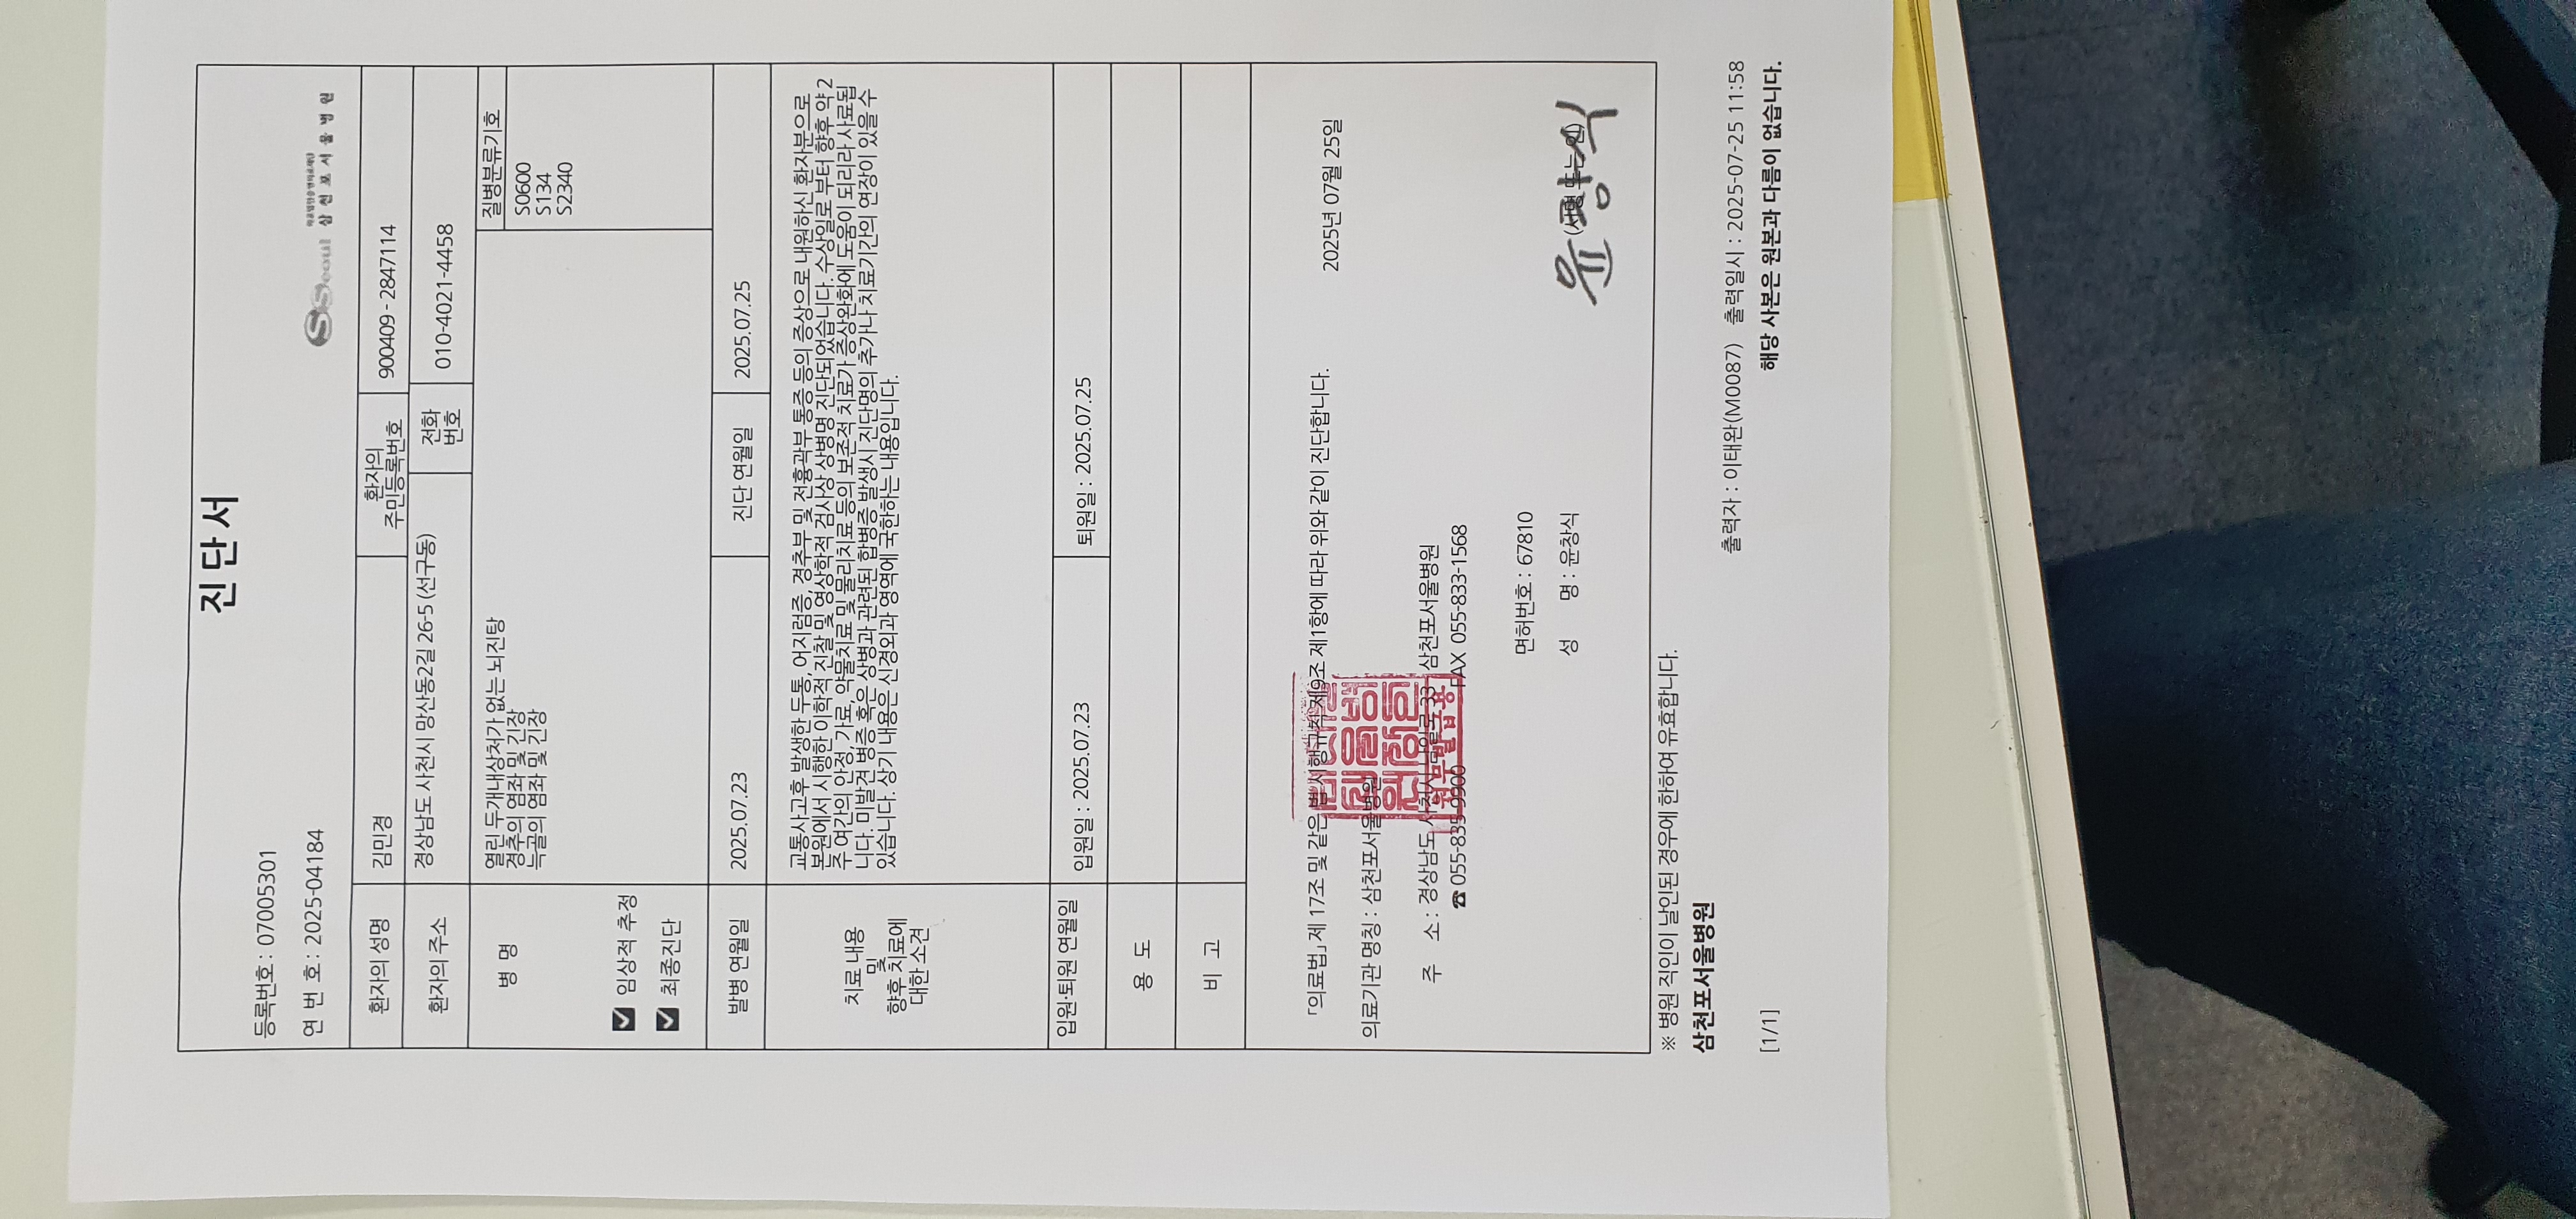 진 단 서
등록번호 : 07005301
연 번 호 : 2025-04184
Seoul 삼 천 포 서 울 병 원
환자의 성명 김민경 환자의 주민등록번호 900409 - 2847114
환자의 주소 경상남도 사천시 망산동2길 26-5 (선구동) 전화번호 010-4021-4458
병 명
열린 두개내상처가 없는 뇌진탕
경추의 염좌 및 긴장
늑골의 염좌 및 긴장
질병분류기호
S0600
S134
S2340
임상적 추정
최종진단
발병 연월일 2025.07.23 진단 연월일 2025.07.25
치료 내용
및
향후 치료에
대한 소견
교통사고후 발생한 두통, 어지럼증, 경추부 및 전흉곽부 통증 등의 증상으로 내원하신 환자분으로
본원에서 시행한 이학적 진찰 및 영상학적 검사상 상병명 진단되었습니다. 수상일로 부터 향후 약 2
주 여간의 안정, 가료, 약물치료 및 물리치료 등의 보존적 치료가 증상완화에 도움이 되리라 사료됩
니다. 미발견 병증 혹은 상병과 관련된 합병증 발생시 진단명의 추가나 치료기간의 연장이 있을 수
있습니다. 상기 내용은 신경외과 영역에 국한하는 내용입니다.
입원·퇴원 연월일 입원일 : 2025.07.23 퇴원일 : 2025.07.25
용 도
비 고
「의료법」 제 17조 및 같은 법 시행규칙 제9조 제1항에 따라 위와 같이 진단합니다.
2025년 07월 25일
의료기관 명칭 : 삼천포서울병원
주 소 : 경상남도 사천시 33 삼천포서울병원
☎ 055-835-9900 FAX 055-833-1568
원무부발급용
면허번호 : 67810
성 명 : 윤창식
(서명 또는 인)
윤창식
※ 병원 직인이 날인된 경우에 한하여 유효합니다.
삼천포서울병원
출력자 : 이태완(M0087) 출력일시 : 2025-07-25 11:58
[1/1]
해당 사본은 원본과 다름이 없습니다.